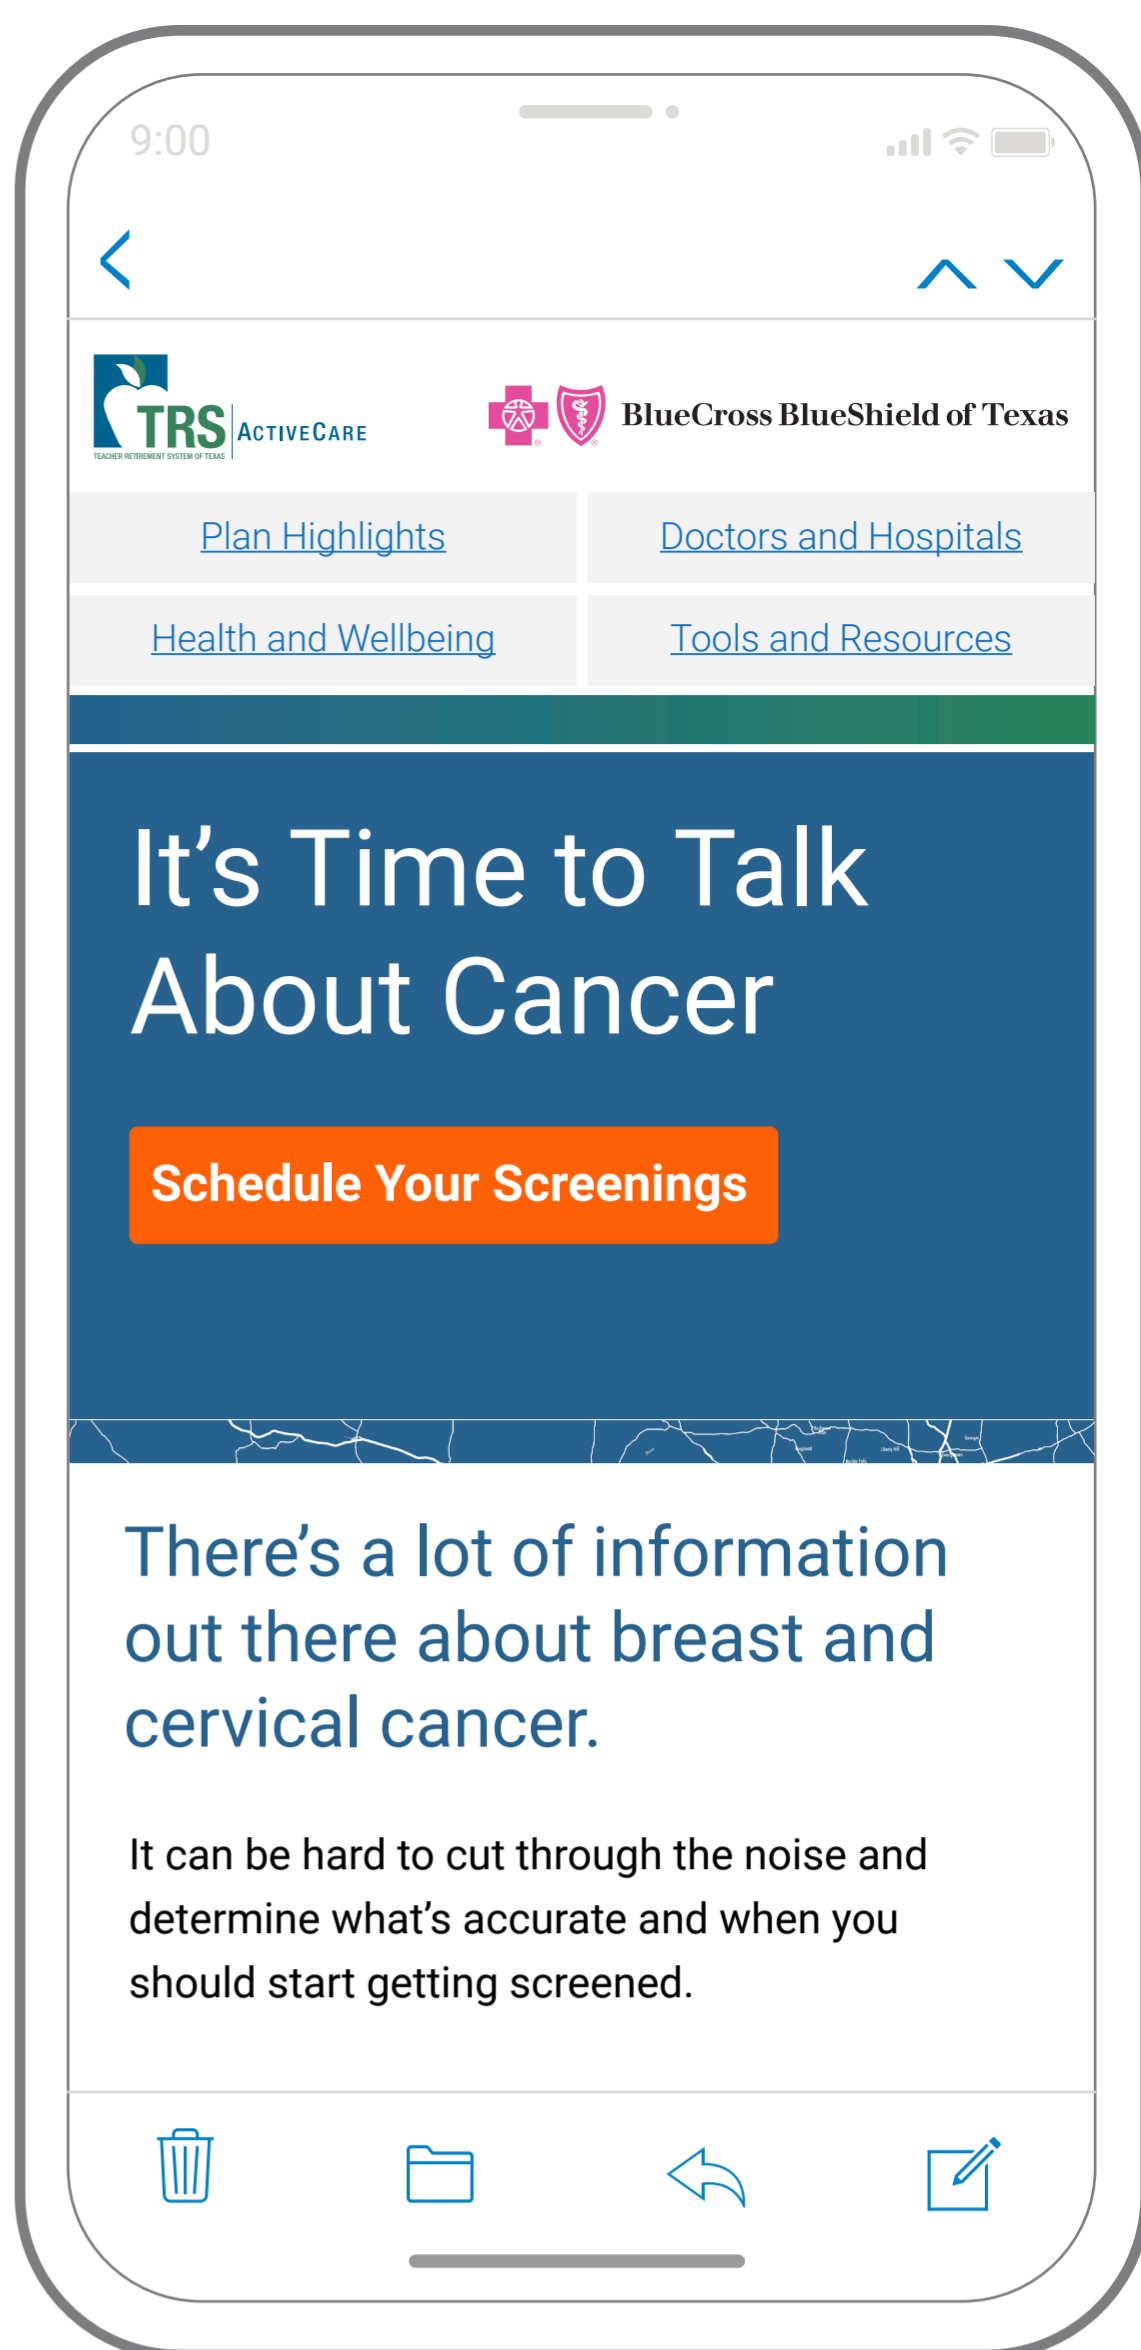 9:00
TRS ACTIVECARE
TEACHER RETIREMENT SYSTEM OF TEXAS
BlueCross BlueShield of Texas
Plan Highlights
Doctors and Hospitals
Health and Wellbeing
Tools and Resources
It’s Time to Talk
About Cancer
Schedule Your Screenings
Liberty Hill
There’s a lot of information
out there about breast and
cervical cancer.
It can be hard to cut through the noise and
determine what’s accurate and when you
should start getting screened.